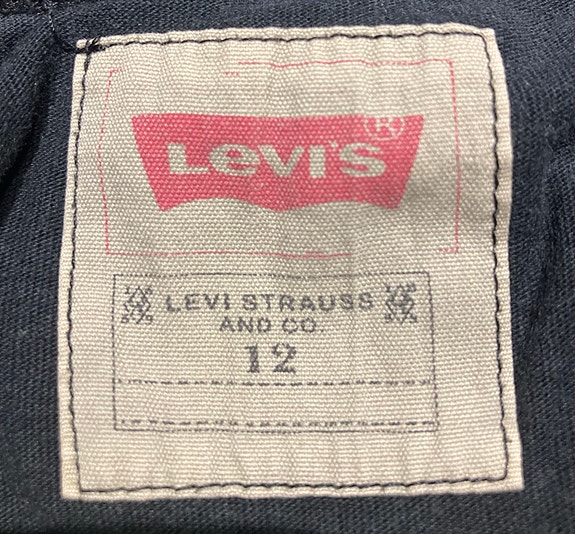 LEVI'S®
LEVI STRAUSS
AND CO.
12